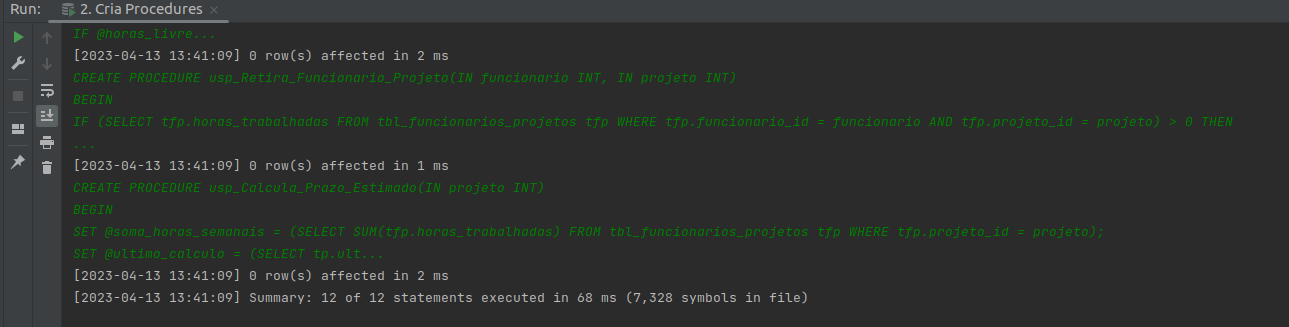 Run: 2. Cria Procedures
IF @horas_livre...
[2023-04-13 13:41:09] 0 row(s) affected in 2 ms
CREATE PROCEDURE usp_Retira_Funcionario_Projeto(IN funcionario INT, IN projeto INT)
BEGIN
IF (SELECT tfp.horas_trabalhadas FROM tbl_funcionarios_projetos tfp WHERE tfp.funcionario_id = funcionario AND tfp.projeto_id = projeto) > 0 THEN
...
[2023-04-13 13:41:09] 0 row(s) affected in 1 ms
CREATE PROCEDURE usp_Calcula_Prazo_Estimado(IN projeto INT)
BEGIN
SET @soma_horas_semanais = (SELECT SUM(tfp.horas_trabalhadas) FROM tbl_funcionarios_projetos tfp WHERE tfp.projeto_id = projeto);
SET @ultimo_calculo = (SELECT tp.ult...
[2023-04-13 13:41:09] 0 row(s) affected in 2 ms
[2023-04-13 13:41:09] Summary: 12 of 12 statements executed in 68 ms (7,328 symbols in file)